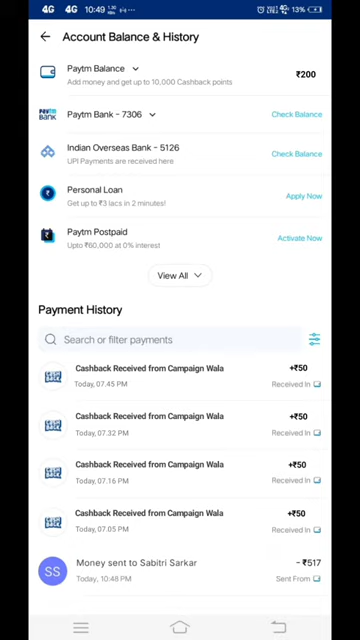 4G 4G 10:49 13%
Account Balance & History
Paytm Balance
Add money and get up to 10,000 Cashback points
₹200
Paytm Bank - 7306
Check Balance
Indian Overseas Bank - 5126
UPI Payments are received here
Check Balance
Personal Loan
Get up to ₹3 lacs in 2 minutes!
Apply Now
Paytm Postpaid
Upto ₹60,000 at 0% interest
Activate Now
View All
Payment History
Search or filter payments
Cashback Received from Campaign Wala
+₹50
Today, 07.45 PM
Received In
Cashback Received from Campaign Wala
+₹50
Today, 07.32 PM
Received In
Cashback Received from Campaign Wala
+₹50
Today, 07.16 PM
Received In
Cashback Received from Campaign Wala
+₹50
Today, 07.05 PM
Received In
SS
Money sent to Sabitri Sarkar
- ₹517
Today, 10:48 PM
Sent From